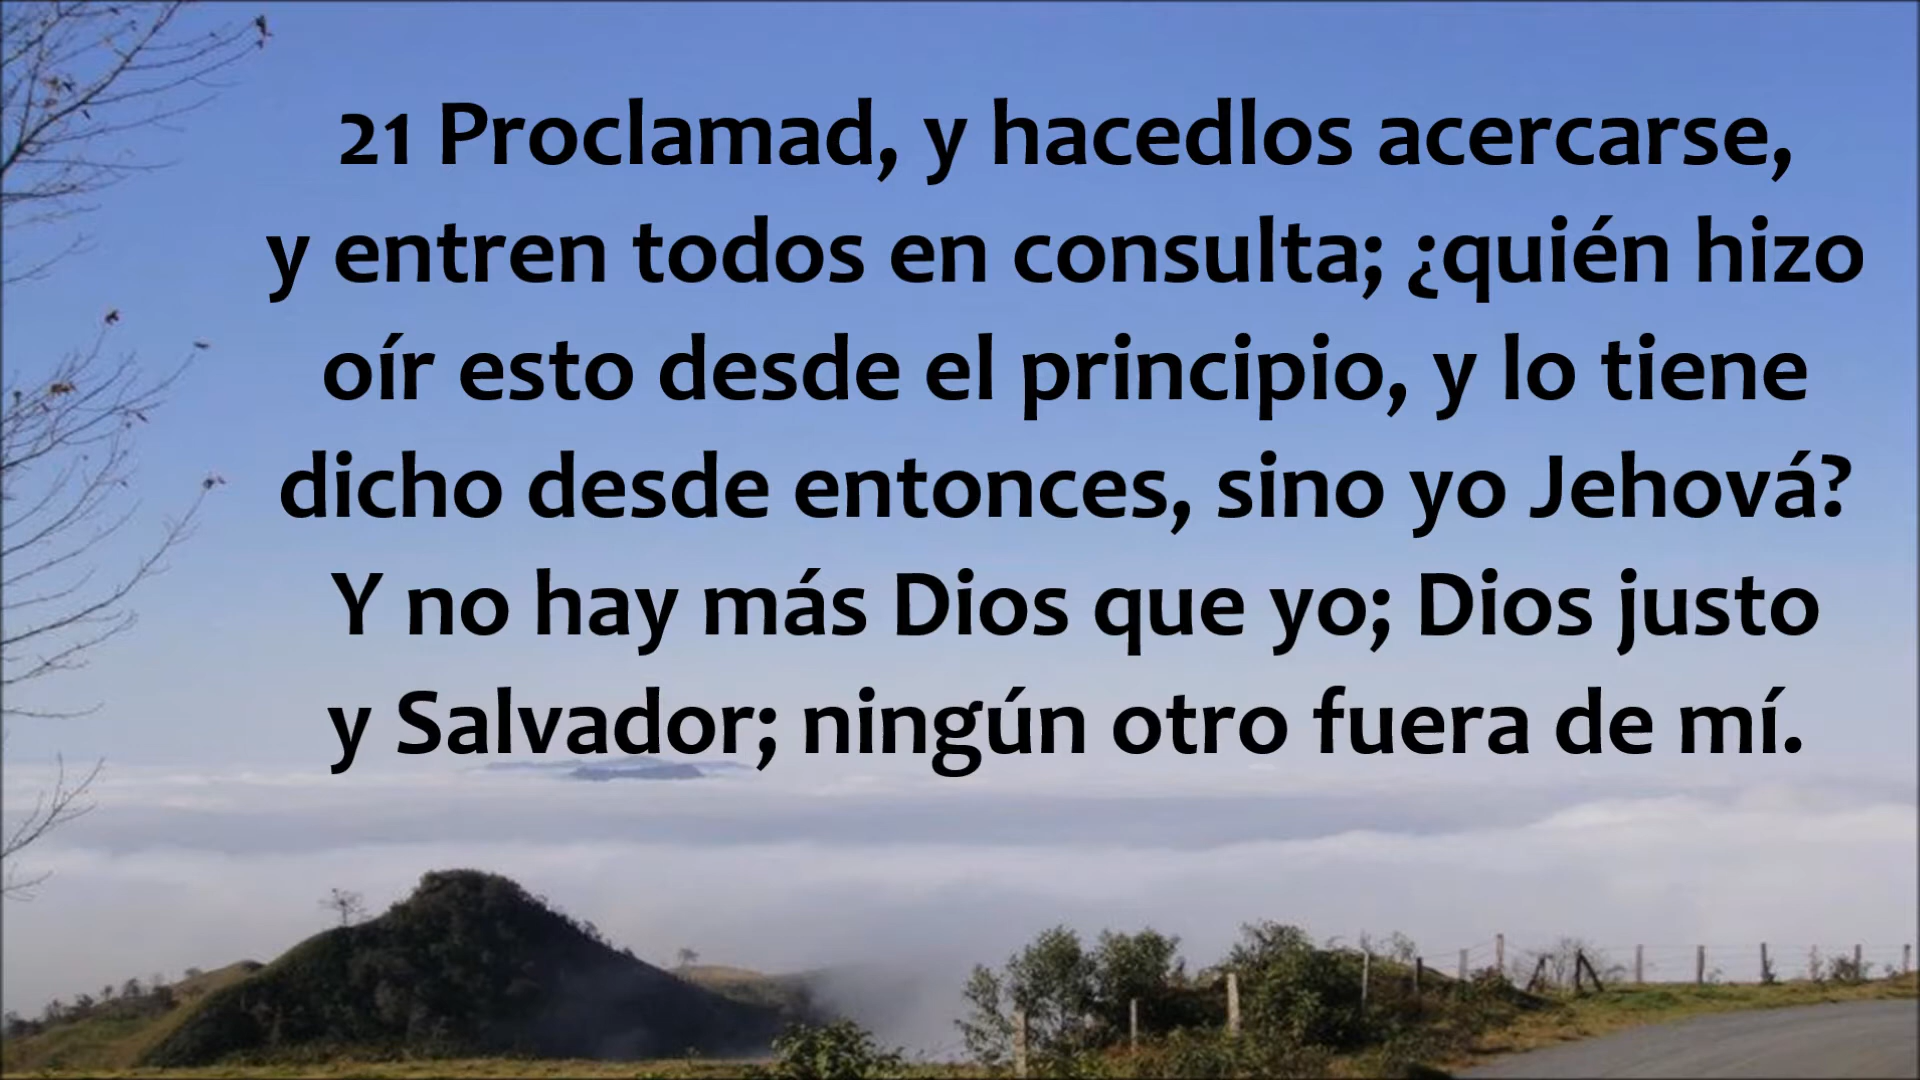 21 Proclamad, y hacedlos acercarse,
y entren todos en consulta; ¿quién hizo
oír esto desde el principio, y lo tiene
dicho desde entonces, sino yo Jehová?
Y no hay más Dios que yo; Dios justo
y Salvador; ningún otro fuera de mí.